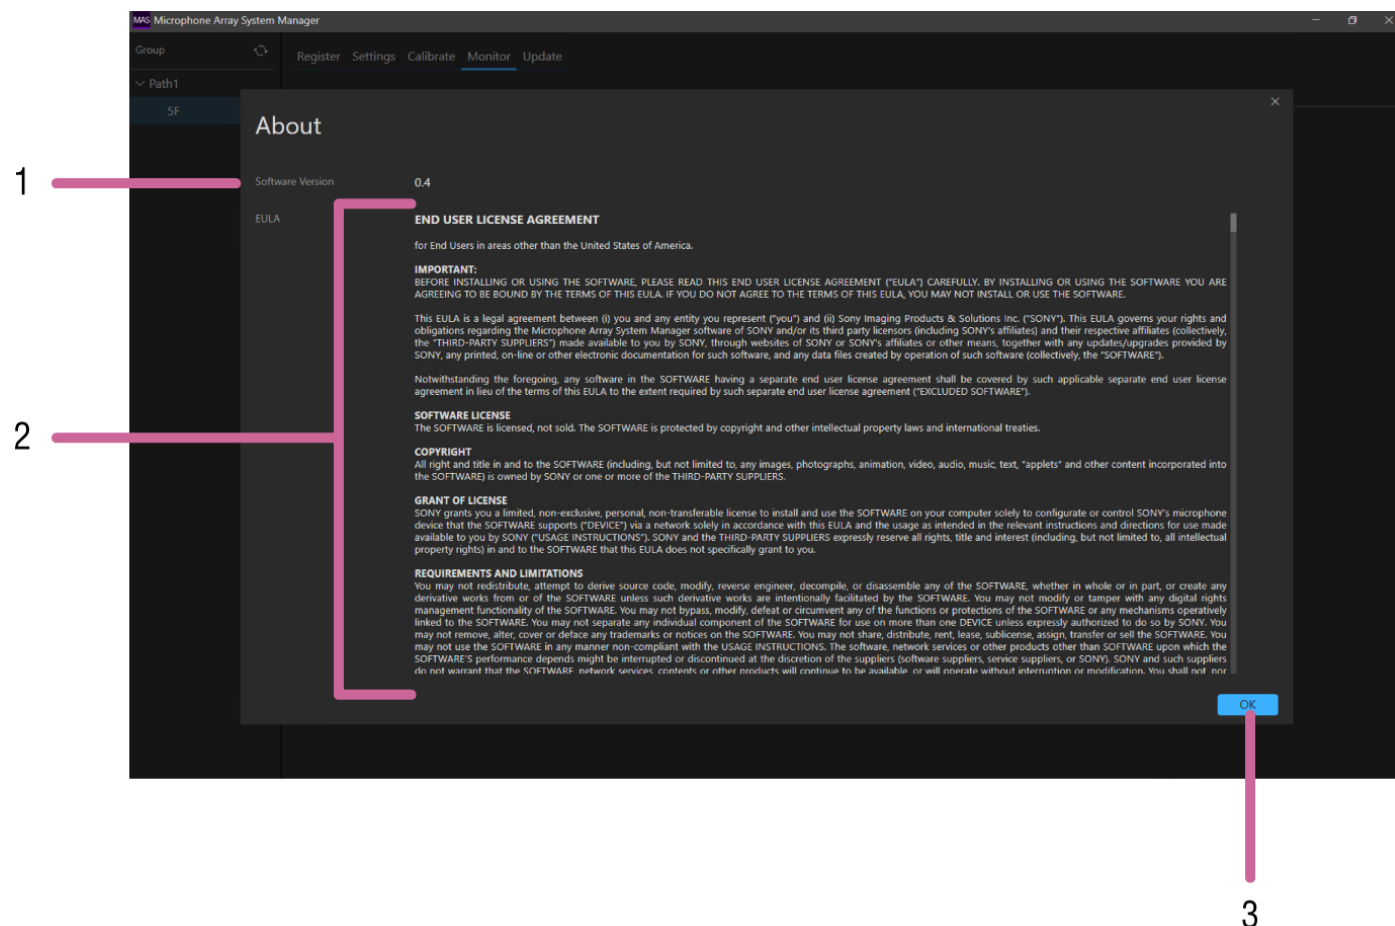 MAS Microphone Array System Manager
Group
Register Settings Calibrate Monitor Update
Path1
5F
About
1
Software Version 0.4
EULA
END USER LICENSE AGREEMENT
for End Users in areas other than the United States of America.
IMPORTANT:
BEFORE INSTALLING OR USING THE SOFTWARE, PLEASE READ THIS END USER LICENSE AGREEMENT ("EULA") CAREFULLY. BY INSTALLING OR USING THE SOFTWARE YOU ARE
AGREEING TO BE BOUND BY THE TERMS OF THIS EULA. IF YOU DO NOT AGREE TO THE TERMS OF THIS EULA, YOU MAY NOT INSTALL OR USE THE SOFTWARE.
This EULA is a legal agreement between (i) you and any entity you represent ("you") and (ii) Sony Imaging Products & Solutions Inc. ("SONY"). This EULA governs your rights and
obligations regarding the Microphone Array System Manager software of SONY and/or its third party licensors (including SONY's affiliates) and their respective affiliates (collectively,
the "THIRD-PARTY SUPPLIERS") made available to you by SONY, through websites of SONY or SONY's affiliates or other means, together with any updates/upgrades provided by
SONY, any printed, on-line or other electronic documentation for such software, and any data files created by operation of such software (collectively, the "SOFTWARE").
Notwithstanding the foregoing, any software in the SOFTWARE having a separate end user license agreement shall be covered by such applicable separate end user license
agreement in lieu of the terms of this EULA to the extent required by such separate end user license agreement ("EXCLUDED SOFTWARE").
2
SOFTWARE LICENSE
The SOFTWARE is licensed, not sold. The SOFTWARE is protected by copyright and other intellectual property laws and international treaties.
COPYRIGHT
All right and title in and to the SOFTWARE (including, but not limited to, any images, photographs, animation, video, audio, music, text, "applets" and other content incorporated into
the SOFTWARE) is owned by SONY or one or more of the THIRD-PARTY SUPPLIERS.
GRANT OF LICENSE
SONY grants you a limited, non-exclusive, personal, non-transferable license to install and use the SOFTWARE on your computer solely to configurate or control SONY's microphone
device that the SOFTWARE supports ("DEVICE") via a network solely in accordance with this EULA and the usage as intended in the relevant instructions and directions for use made
available to you by SONY ("USAGE INSTRUCTIONS"). SONY and the THIRD-PARTY SUPPLIERS expressly reserve all rights, title and interest (including, but not limited to, all intellectual
property rights) in and to the SOFTWARE that this EULA does not specifically grant to you.
REQUIREMENTS AND LIMITATIONS
You may not redistribute, attempt to derive source code, modify, reverse engineer, decompile, or disassemble any of the SOFTWARE, whether in whole or in part, or create any
derivative works from or of the SOFTWARE unless such derivative works are intentionally facilitated by the SOFTWARE. You may not modify or tamper with any digital rights
management functionality of the SOFTWARE. You may not bypass, modify, defeat or circumvent any of the functions or protections of the SOFTWARE or any mechanisms operatively
linked to the SOFTWARE. You may not separate any individual component of the SOFTWARE for use on more than one DEVICE unless expressly authorized to do so by SONY. You
may not remove, alter, cover or deface any trademarks or notices on the SOFTWARE. You may not share, distribute, rent, lease, sublicense, assign, transfer or sell the SOFTWARE. You
may not use the SOFTWARE in any manner non-compliant with the USAGE INSTRUCTIONS. The software, network services or other products other than SOFTWARE upon which the
SOFTWARE'S performance depends might be interrupted or discontinued at the discretion of the suppliers (software suppliers, service suppliers, or SONY). SONY and such suppliers
do not warrant that the SOFTWARE, network services, contents or other products will continue to be available, or will operate without interruption or modification. You shall not, nor
OK
3